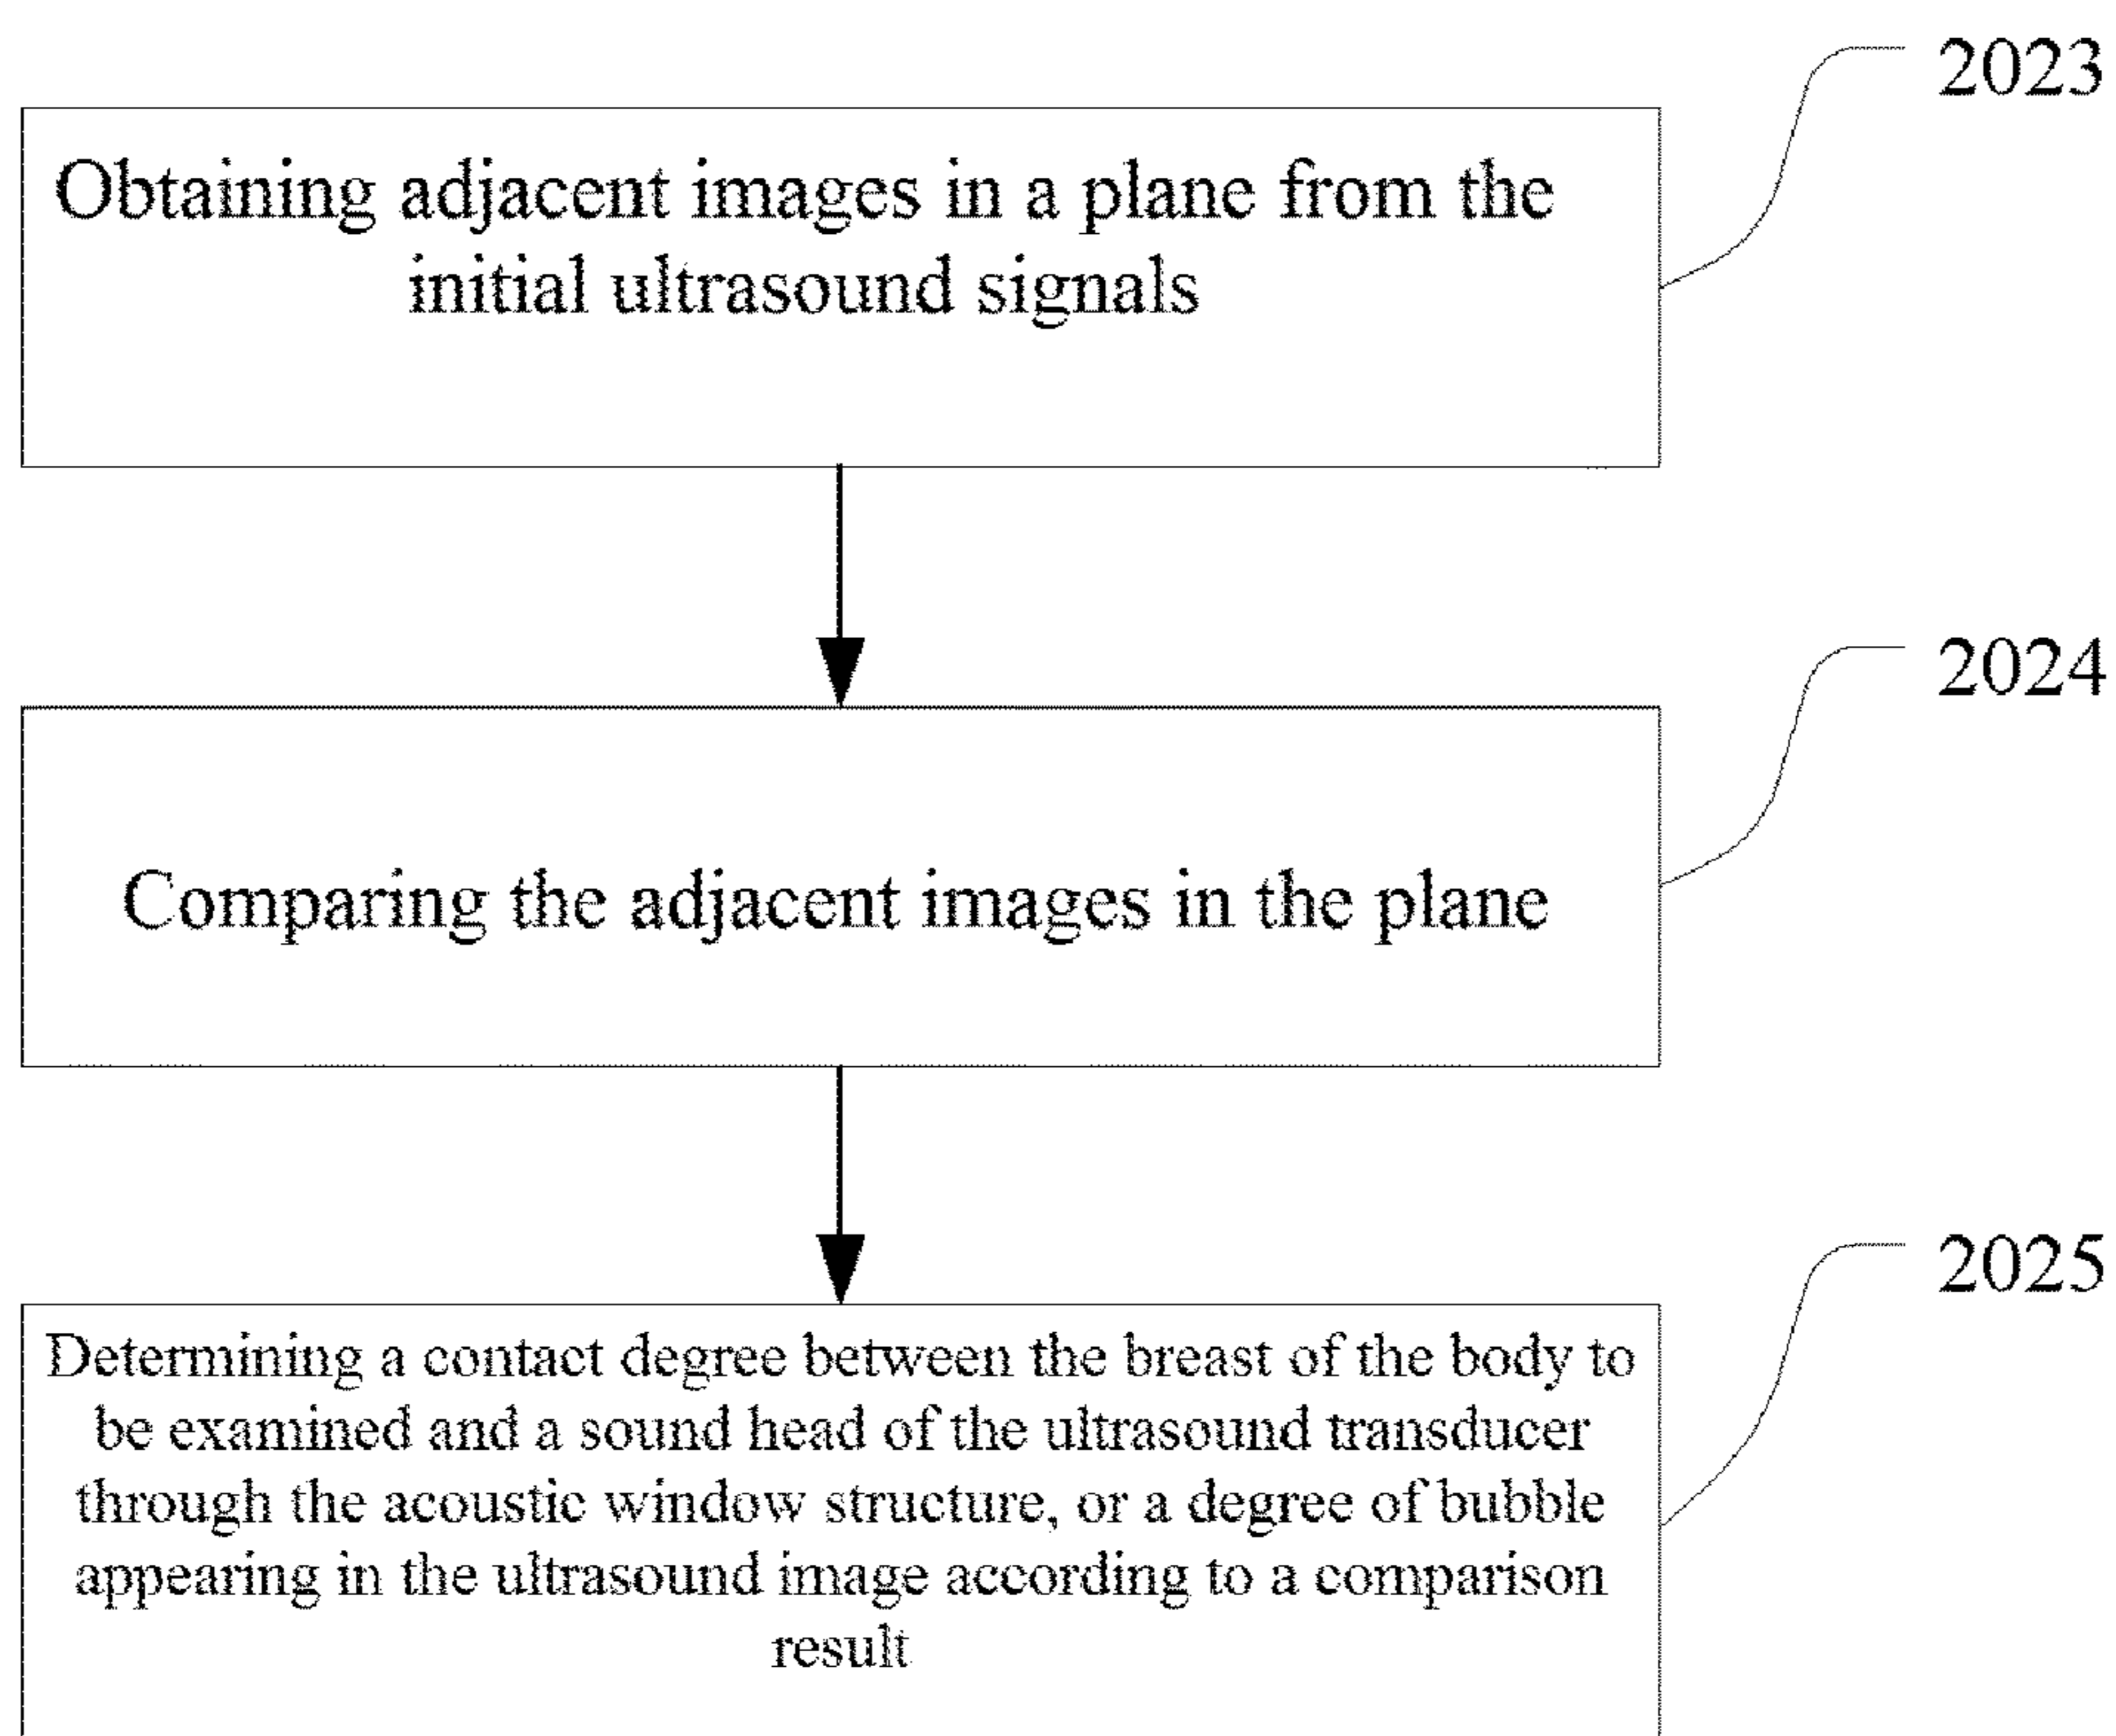 2023
Obtaining adjacent images in a plane from the
initial ultrasound signals
2024
Comparing the adjacent images in the plane
2025
Determining a contact degree between the breast of the body to
be examined and a sound head of the ultrasound transducer
through the acoustic window structure, or a degree of bubble
appearing in the ultrasound image according to a comparison
result